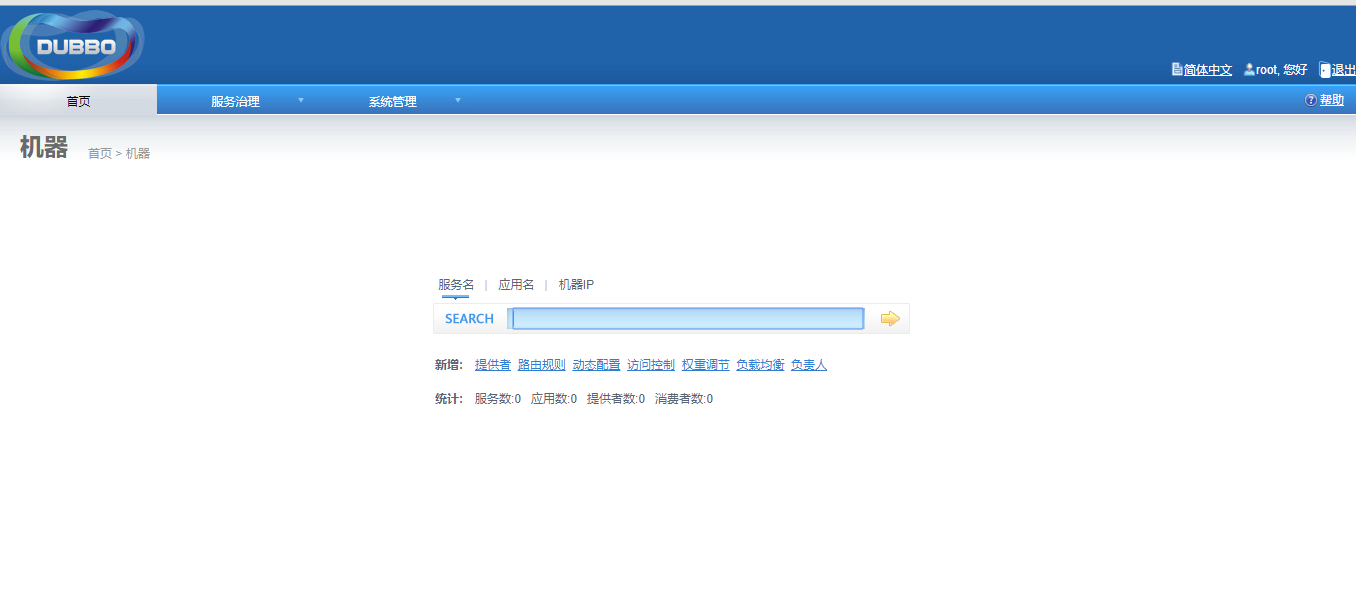 DUBBO
简体中文 root, 您好 退出
首页 服务治理 系统管理 帮助
机器 首页 > 机器
服务名 | 应用名 | 机器IP
SEARCH
新增: 提供者 路由规则 动态配置 访问控制 权重调节 负载均衡 负责人
统计: 服务数:0 应用数:0 提供者数:0 消费者数:0